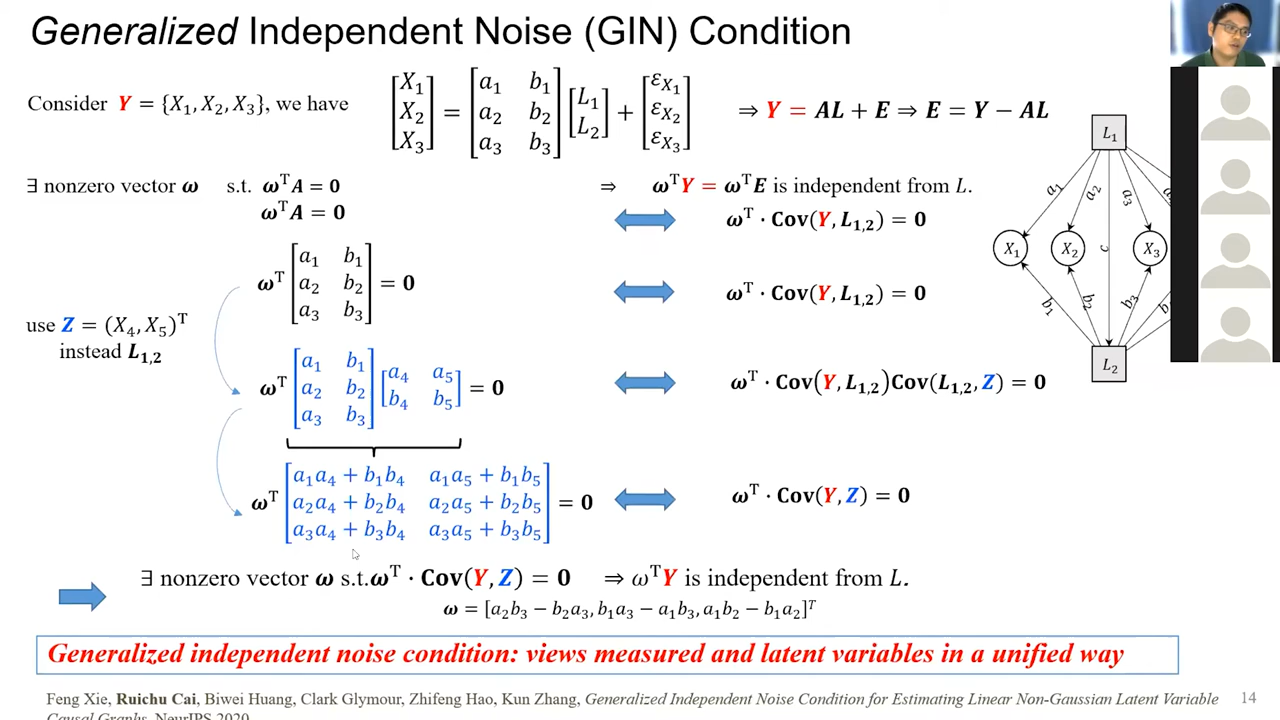 Generalized Independent Noise (GIN) Condition
Consider Y = {X₁, X₂, X₃}, we have
[X₁ X₂ X₃] = [a₁ b₁; a₂ b₂; a₃ b₃] [L₁ L₂] + [ε_X₁ ε_X₂ ε_X₃] ⇒ Y = AL + E ⇒ E = Y − AL
∃ nonzero vector ω s.t. ωᵀA = 0 ⇒ ωᵀY = ωᵀE is independent from L.
ωᵀA = 0 ωᵀ · Cov(Y, L₁,₂) = 0
ωᵀ [a₁ b₁; a₂ b₂; a₃ b₃] = 0 ωᵀ · Cov(Y, L₁,₂) = 0
use Z = (X₄, X₅)ᵀ
instead L₁,₂
ωᵀ [a₁ b₁; a₂ b₂; a₃ b₃] [a₄ a₅; b₄ b₅] = 0 ωᵀ · Cov(Y, L₁,₂)Cov(L₁,₂, Z) = 0
ωᵀ [a₁a₄ + b₁b₄ a₁a₅ + b₁b₅; a₂a₄ + b₂b₄ a₂a₅ + b₂b₅; a₃a₄ + b₃b₄ a₃a₅ + b₃b₅] = 0 ωᵀ · Cov(Y, Z) = 0
∃ nonzero vector ω s.t.ωᵀ · Cov(Y, Z) = 0 ⇒ ωᵀY is independent from L.
ω = [a₂b₃ − b₂a₃, b₁a₃ − a₁b₃, a₁b₂ − b₁a₂]ᵀ
L₁
a₁ a₂ a₃
X₁ X₂ X₃
c
b₁ b₂ b₃
L₂
Generalized independent noise condition: views measured and latent variables in a unified way
Feng Xie, Ruichu Cai, Biwei Huang, Clark Glymour, Zhifeng Hao, Kun Zhang, Generalized Independent Noise Condition for Estimating Linear Non-Gaussian Latent Variable
Causal Graphs, NeurIPS 2020
14